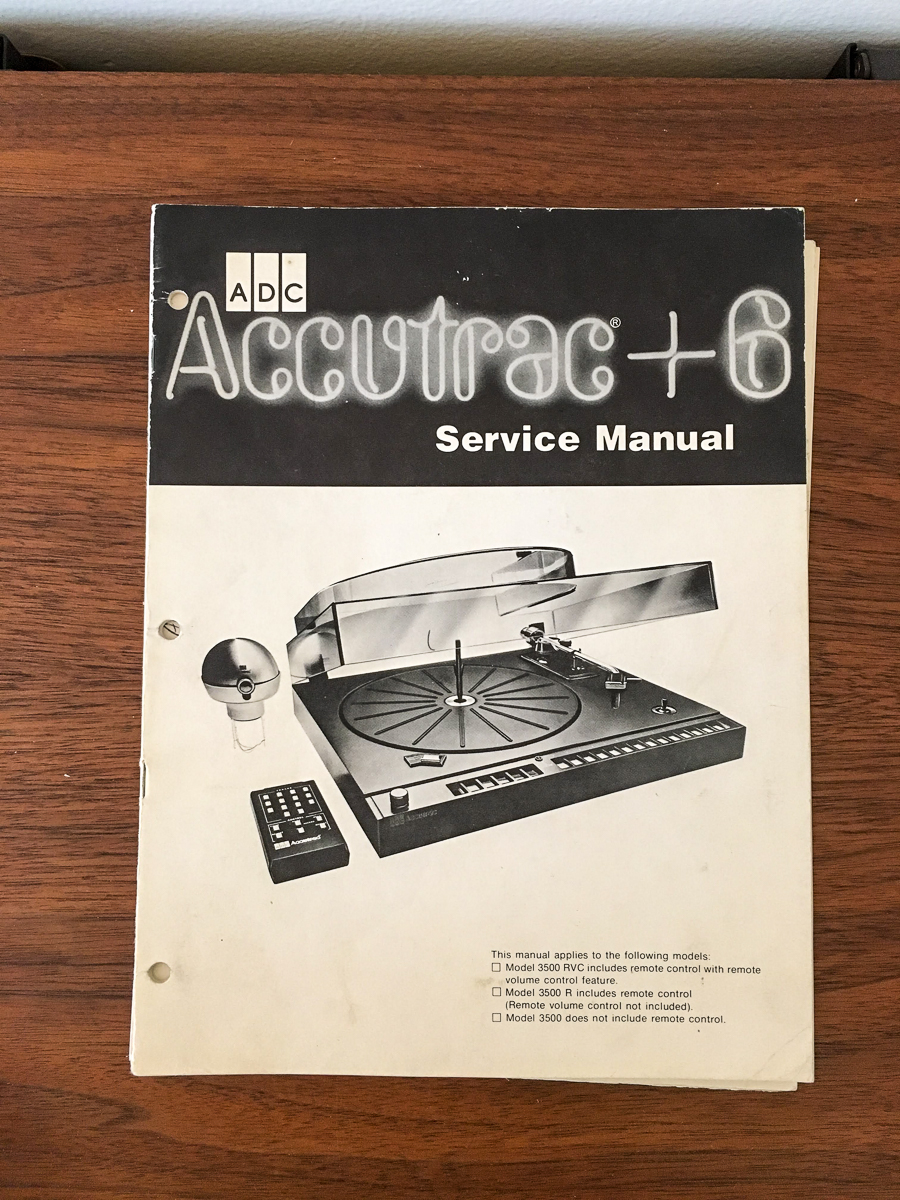 ADC
Accutrac® + 6
Service Manual
Accutrac
This manual applies to the following models:
☐ Model 3500 RVC includes remote control with remote
volume control feature.
☐ Model 3500 R includes remote control
(Remote volume control not included).
☐ Model 3500 does not include remote control.